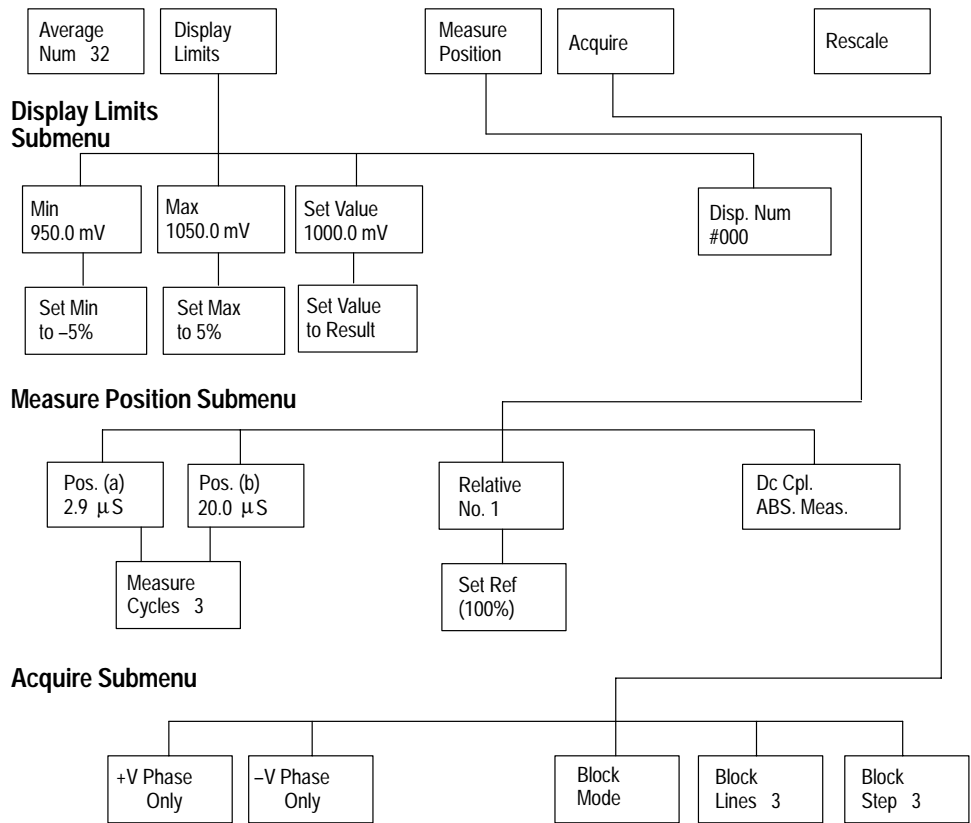 Average
Num 32
Display
Limits
Measure
Position
Acquire
Rescale
Display Limits
Submenu
Min
950.0 mV
Max
1050.0 mV
Set Value
1000.0 mV
Disp. Num
#000
Set Min
to –5%
Set Max
to 5%
Set Value
to Result
Measure Position Submenu
Pos. (a)
2.9 μS
Pos. (b)
20.0 μS
Relative
No. 1
Dc Cpl.
ABS. Meas.
Measure
Cycles 3
Set Ref
(100%)
Acquire Submenu
+V Phase
Only
–V Phase
Only
Block
Mode
Block
Lines 3
Block
Step 3